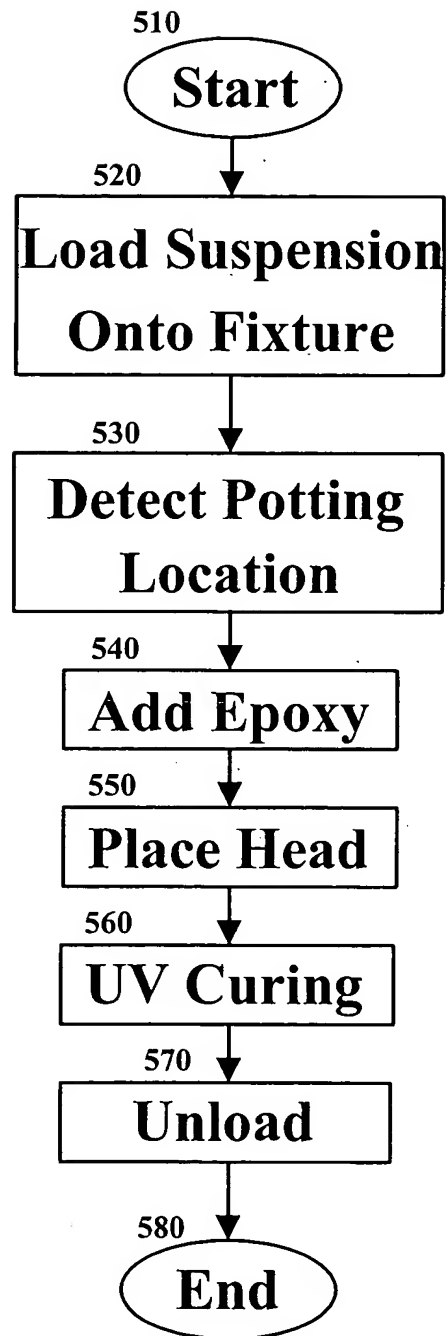 510
Start
520
Load Suspension
Onto Fixture
530
Detect Potting
Location
540
Add Epoxy
550
Place Head
560
UV Curing
570
Unload
580
End